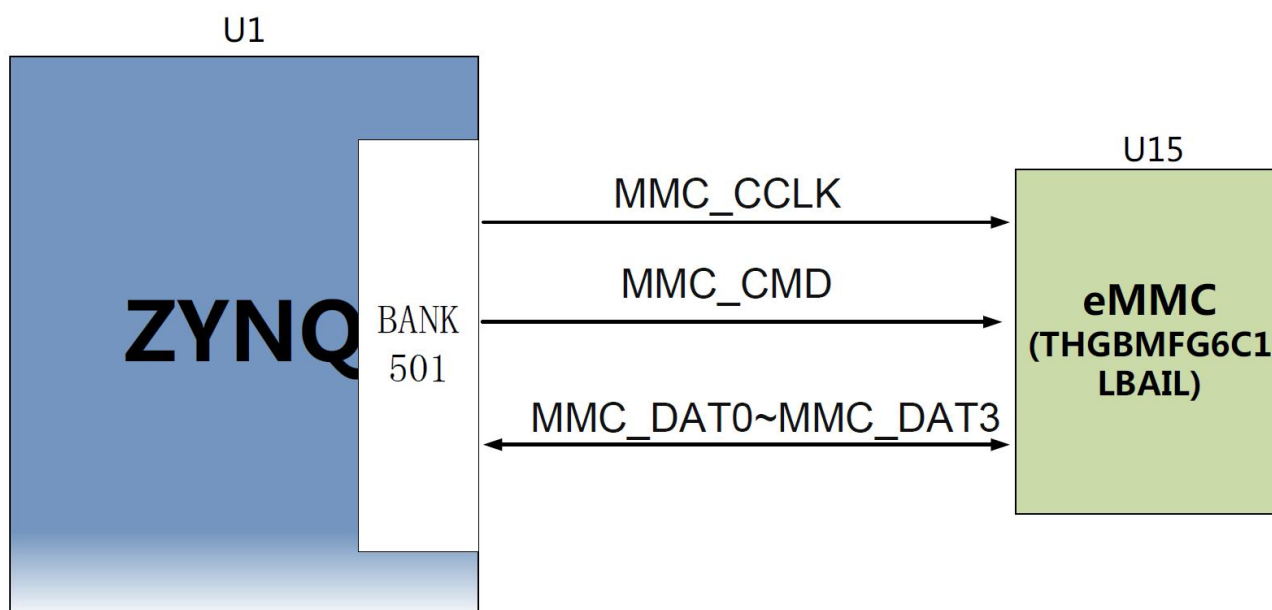 U1
U15
MMC_CCLK
MMC_CMD
ZYNQ
BANK
501
eMMC
(THGBMFG6C1
LBAIL)
MMC_DAT0~MMC_DAT3